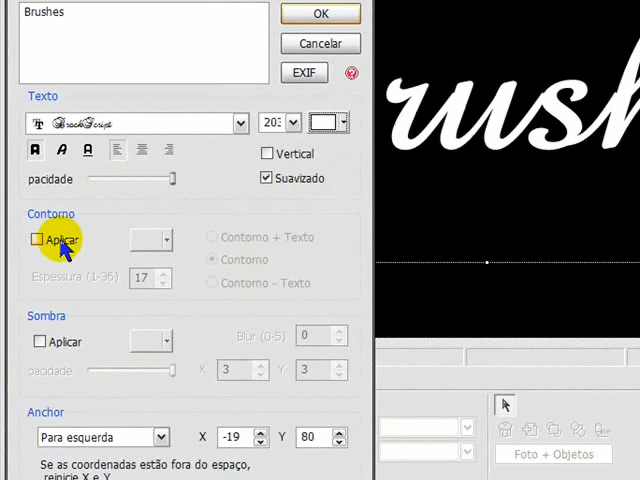 Brushes
OK
Cancelar
EXIF
Texto
BrockScript
203
Vertical
pacidade
Suavizado
Contorno
Aplicar
Contorno + Texto
Contorno
Espessura (1-36) 17
Contorno - Texto
Sombra
Aplicar
Blur (0-5) 0
pacidade
X 3 Y 3
Anchor
Para esquerda X -19 Y 80
Se as coordenadas estão fora do espaço,
reinicie X e Y
rush
Foto + Objetos